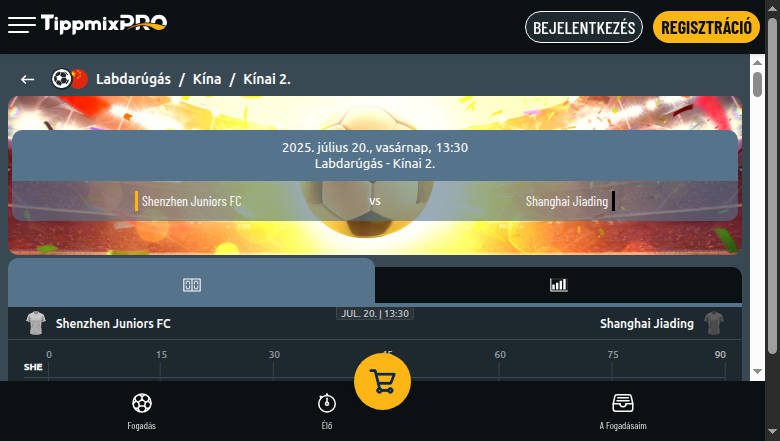 TippmixPRO
BEJELENTKEZÉS
REGISZTRÁCIÓ
Labdarúgás / Kína / Kínai 2.
2025. július 20., vasárnap, 13:30
Labdarúgás - Kínai 2.
Shenzhen Juniors FC
vs
Shanghai Jiading
JUL. 20. | 13:30
Shenzhen Juniors FC
Shanghai Jiading
0 15 30 45 60 75 90
SHE
Fogadás
Élő
A Fogadásaim